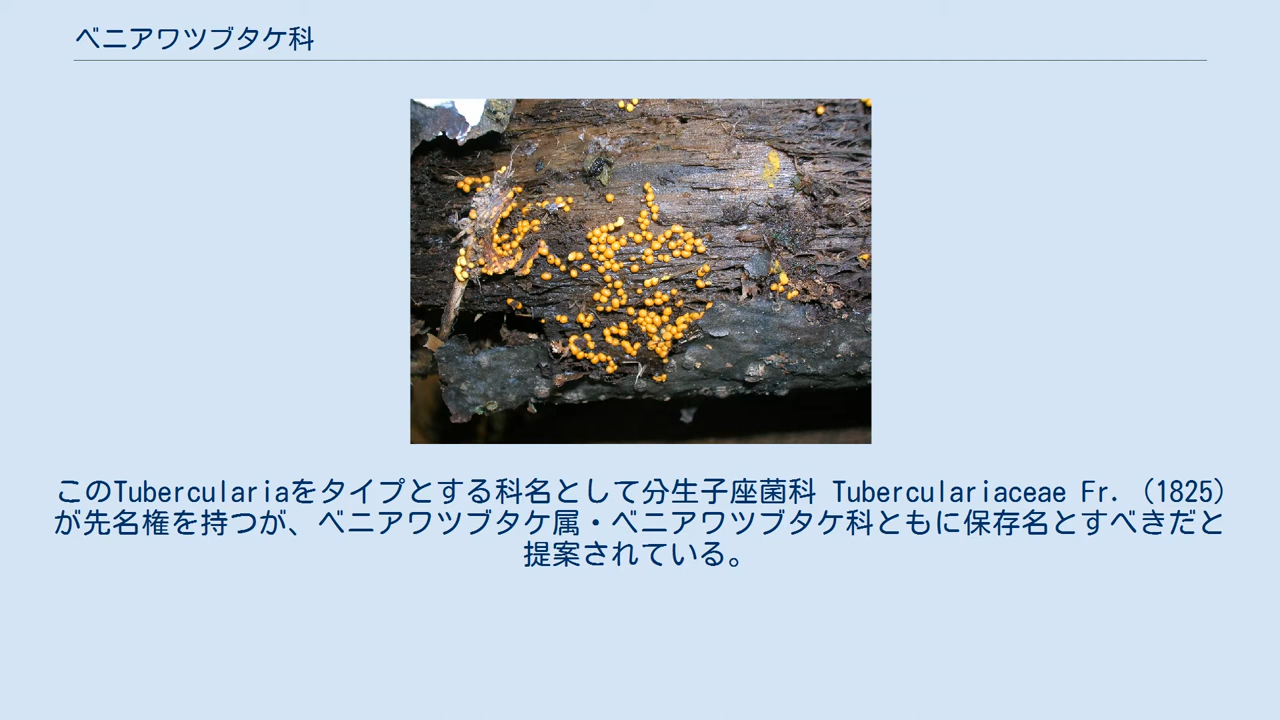 ベニアワツブタケ科
このTuberculariaをタイプとする科名として分生子座菌科 Tuberculariaceae Fr. (1825)
が先名権を持つが、ベニアワツブタケ属・ベニアワツブタケ科ともに保存名とすべきだと
提案されている。